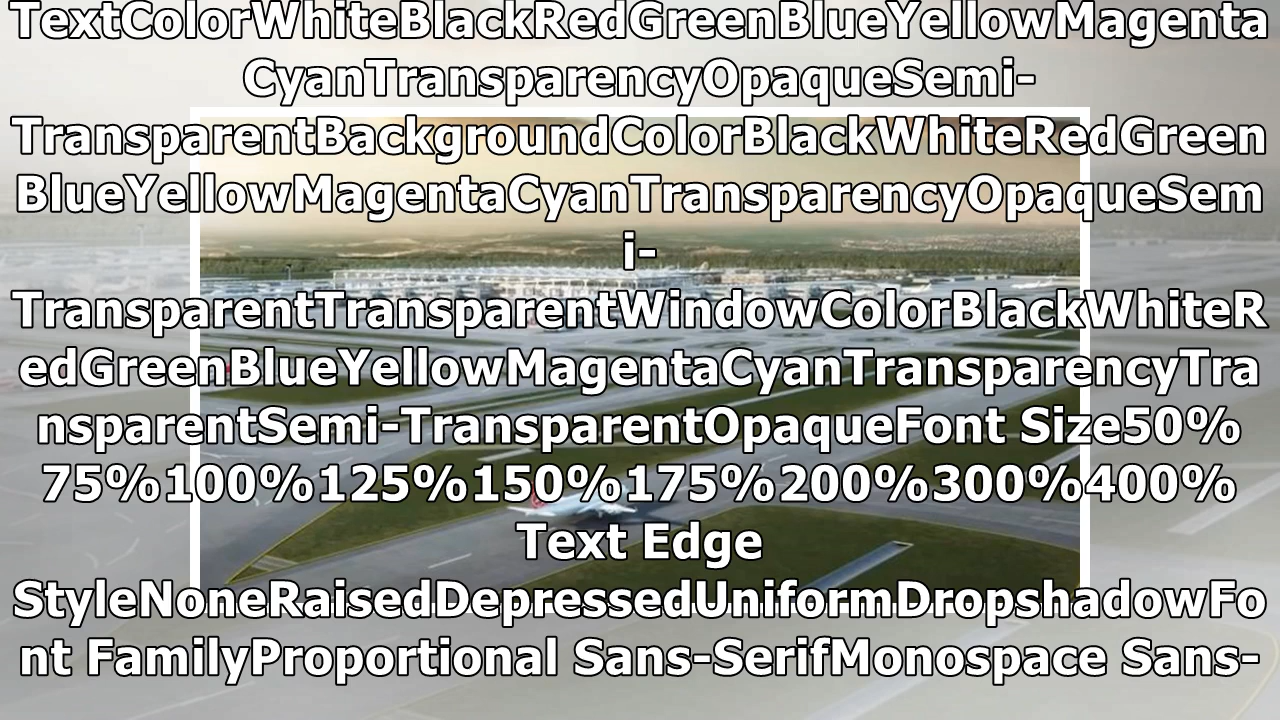 TextColorWhiteBlackRedGreenBlueYellowMagenta
CyanTransparencyOpaqueSemi-
TransparentBackgroundColorBlackWhiteRedGreen
BlueYellowMagentaCyanTransparencyOpaqueSem
i-
TransparentTransparentWindowColorBlackWhiteR
edGreenBlueYellowMagentaCyanTransparencyTra
nsparentSemi-TransparentOpaqueFont Size50%
75%100%125%150%175%200%300%400%
Text Edge
StyleNoneRaisedDepressedUniformDropshadowFo
nt FamilyProportional Sans-SerifMonospace Sans-